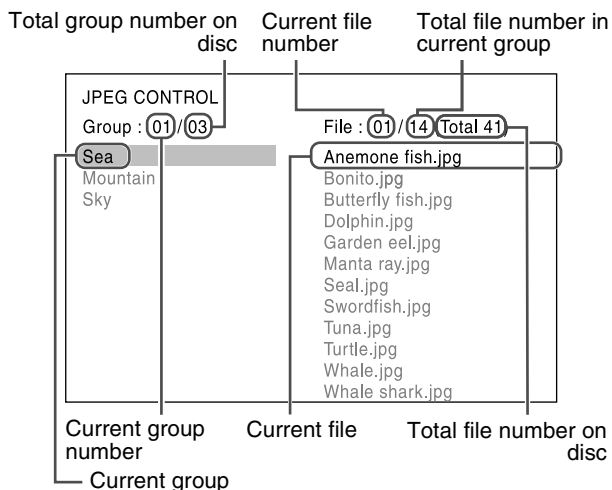 Total group number on
disc
Current file
number
Total file number in
current group
JPEG CONTROL
Group : 01/03
File : 01/14(Total 41)
Sea
Mountain
Sky
Anemone fish.jpg
Bonito.jpg
Butterfly fish.jpg
Dolphin.jpg
Garden eel.jpg
Manta ray.jpg
Seal.jpg
Swordfish.jpg
Tuna.jpg
Turtle.jpg
Whale.jpg
Whale shark.jpg
Current group
number
Current file
Total file number on
disc
Current group